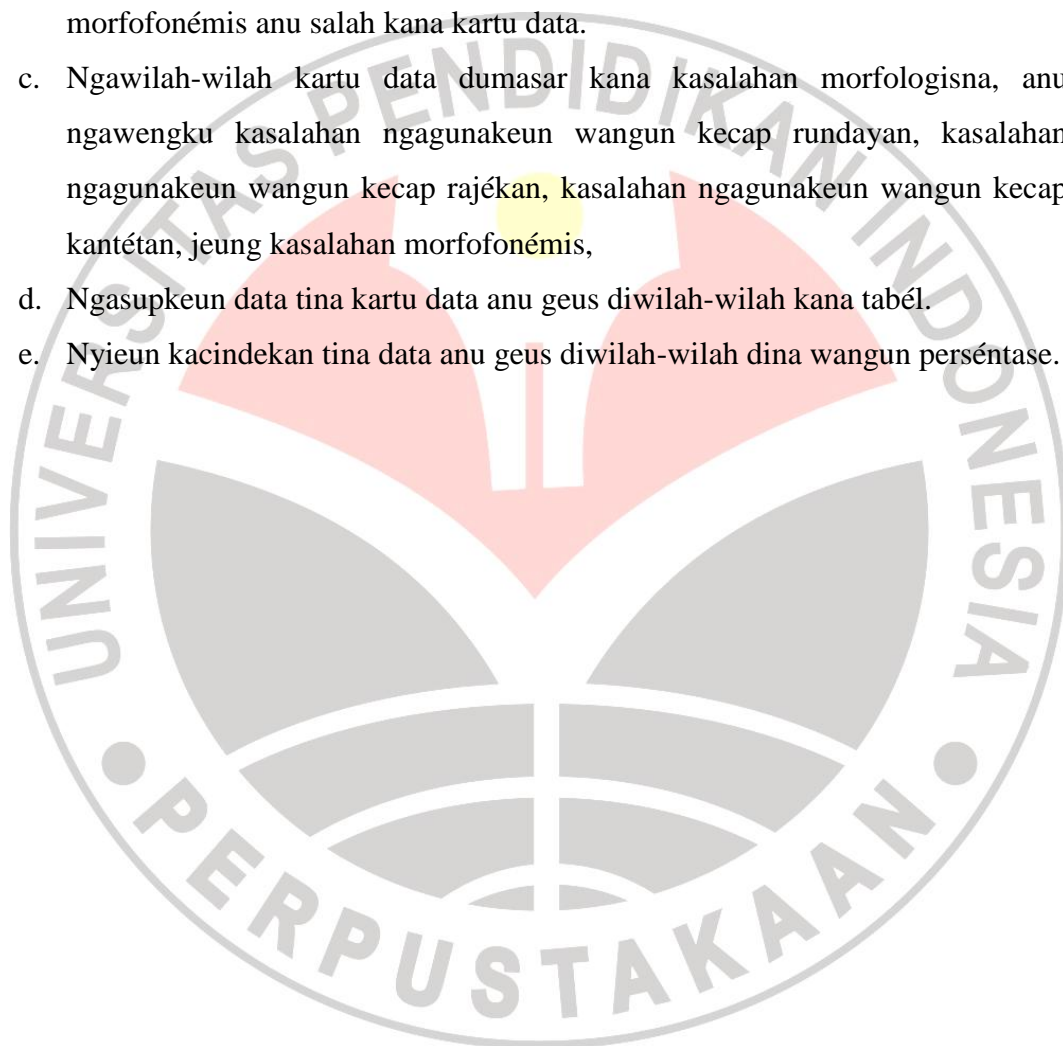 morfofonémis anu salah kana kartu data.
c. Ngawilah-wilah kartu data dumasar kana kasalahan morfologisna, anu
ngawengku kasalahan ngagunakeun wangun kecap rundayan, kasalahan
ngagunakeun wangun kecap rajékan, kasalahan ngagunakeun wangun kecap
kantétan, jeung kasalahan morfofonémis,
d. Ngasupkeun data tina kartu data anu geus diwilah-wilah kana tabél.
e. Nyieun kacindekan tina data anu geus diwilah-wilah dina wangun perséntase.
UNIVERSITAS PENDIDIKAN INDONESIA
PERPUSTAKAAN